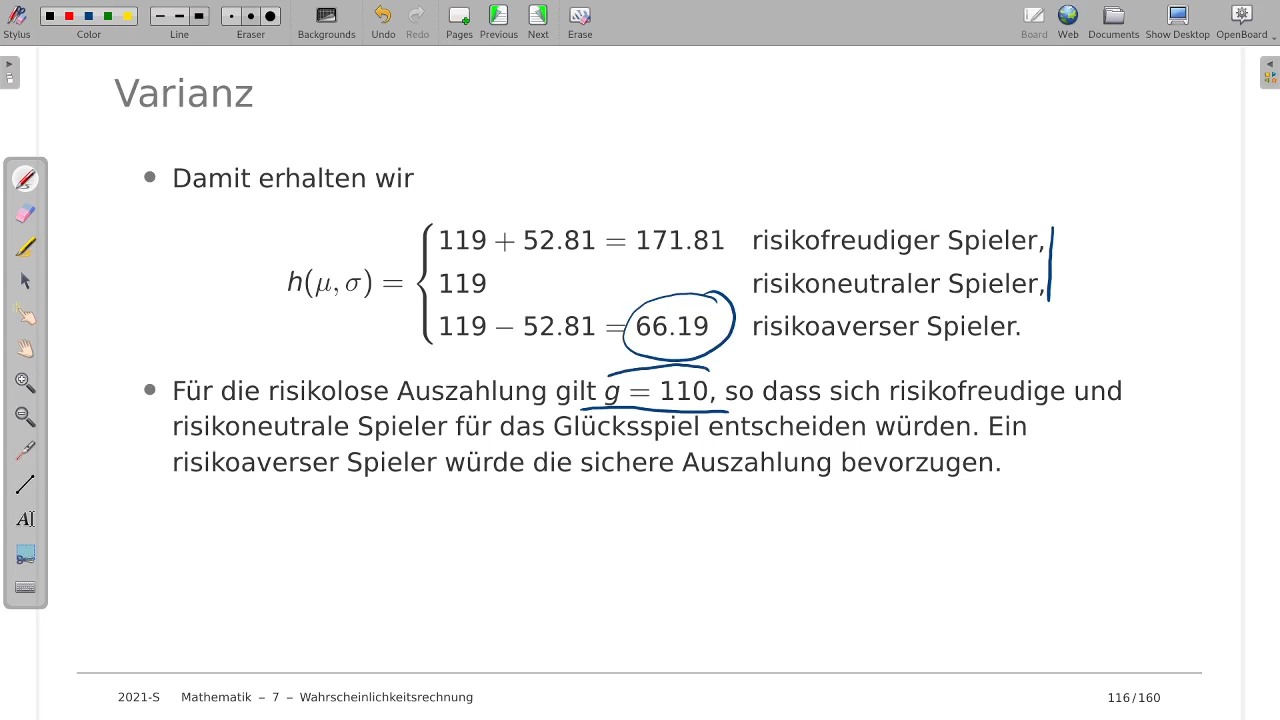 Stylus Color Line Eraser Backgrounds Undo Redo Pages Previous Next Erase Board Web Documents Show Desktop OpenBoard
Varianz
• Damit erhalten wir
119 + 52.81 = 171.81 risikofreudiger Spieler,
h(μ, σ) = 119 risikoneutraler Spieler,
119 − 52.81 = 66.19 risikoaverser Spieler.
• Für die risikolose Auszahlung gilt g = 110, so dass sich risikofreudige und
risikoneutrale Spieler für das Glücksspiel entscheiden würden. Ein
risikoaverser Spieler würde die sichere Auszahlung bevorzugen.
2021-S Mathematik – 7 – Wahrscheinlichkeitsrechnung 116/160